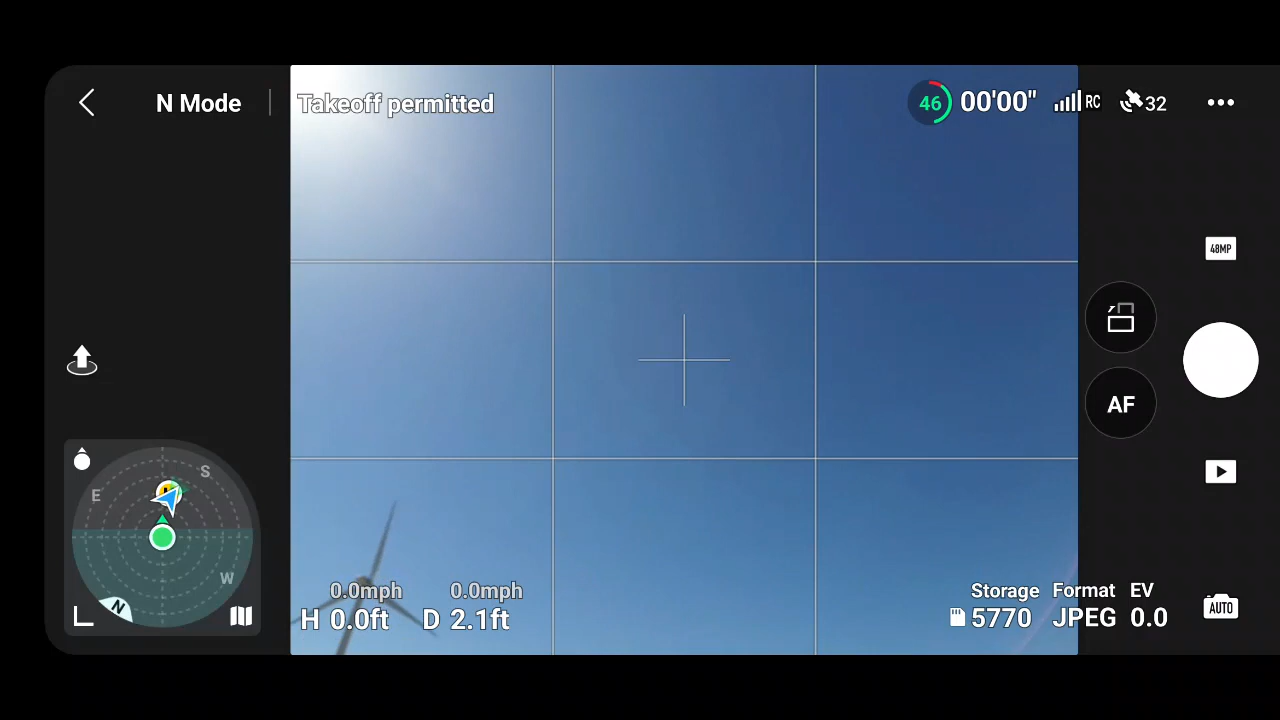 N Mode
Takeoff permitted
46
00'00"
RC
32
48MP
AF
S
E
W
N
0.0mph
0.0mph
H 0.0ft
D 2.1ft
Storage
Format
EV
5770
JPEG
0.0
AUTO